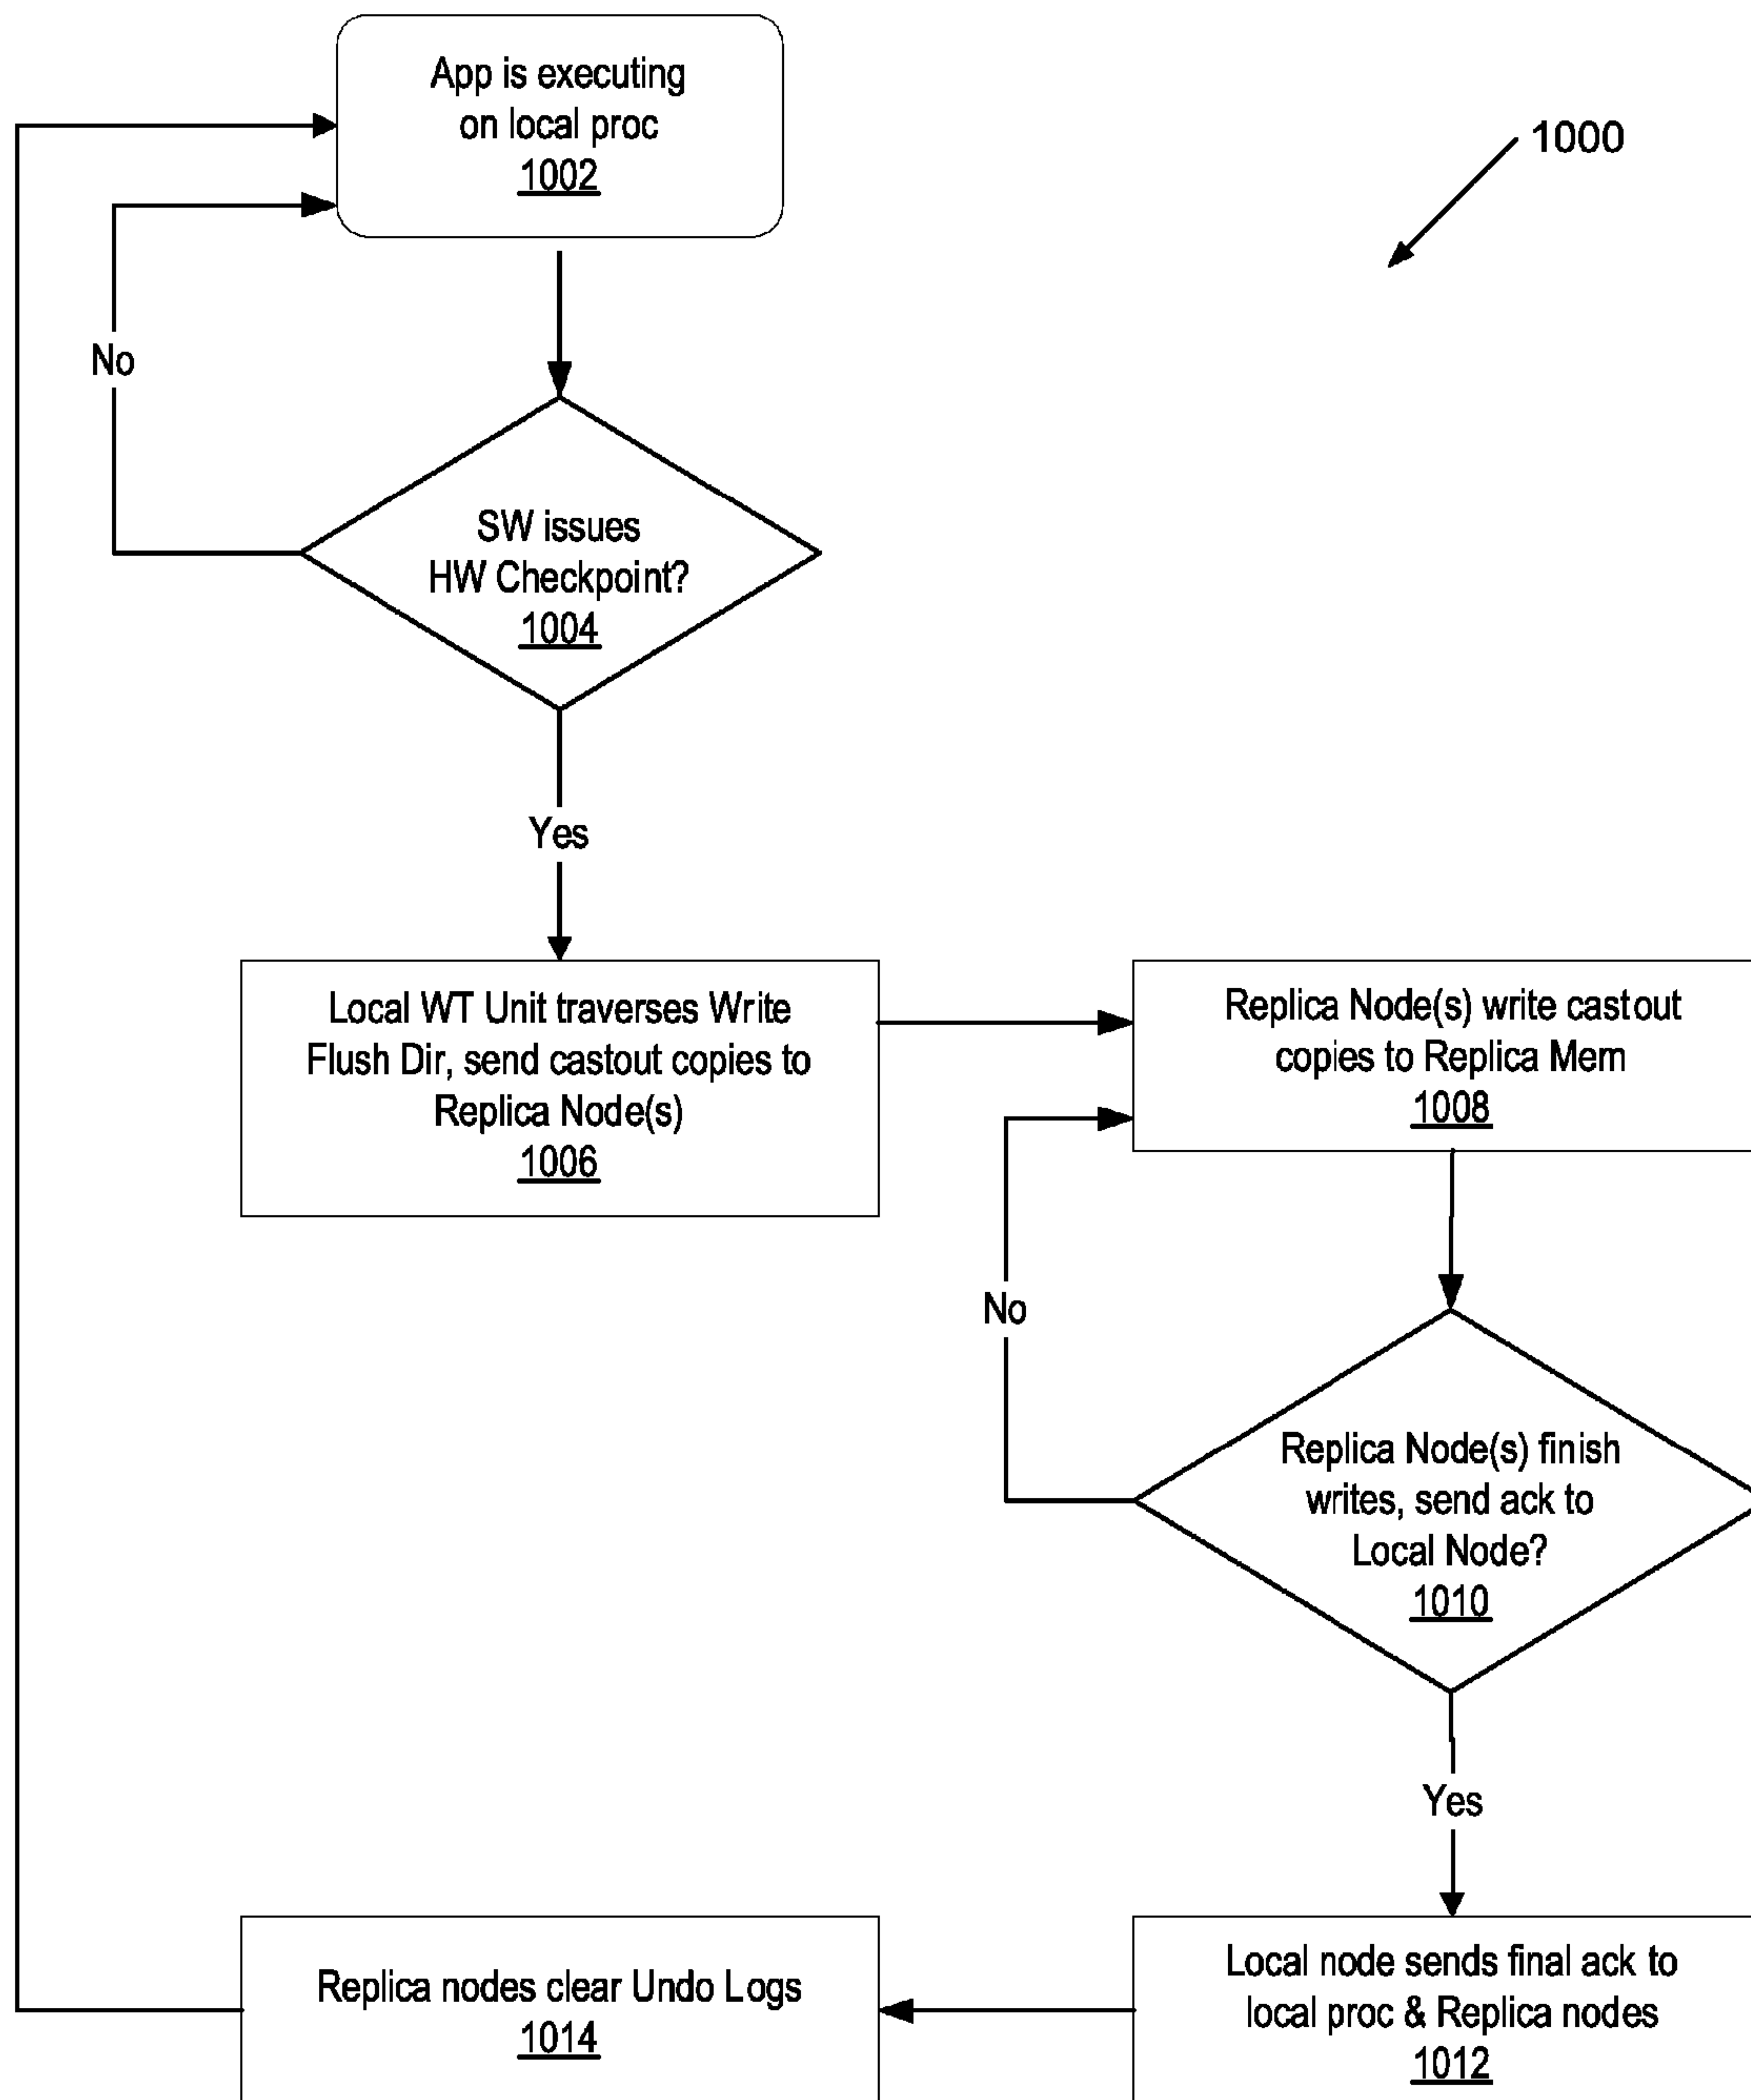 App is executing
on local proc
1002
1000
No
SW issues
HW Checkpoint?
1004
Yes
Local WT Unit traverses Write
Flush Dir, send castout copies to
Replica Node(s)
1006
Replica Node(s) write castout
copies to Replica Mem
1008
No
Replica Node(s) finish
writes, send ack to
Local Node?
1010
Yes
Local node sends final ack to
local proc & Replica nodes
1012
Replica nodes clear Undo Logs
1014